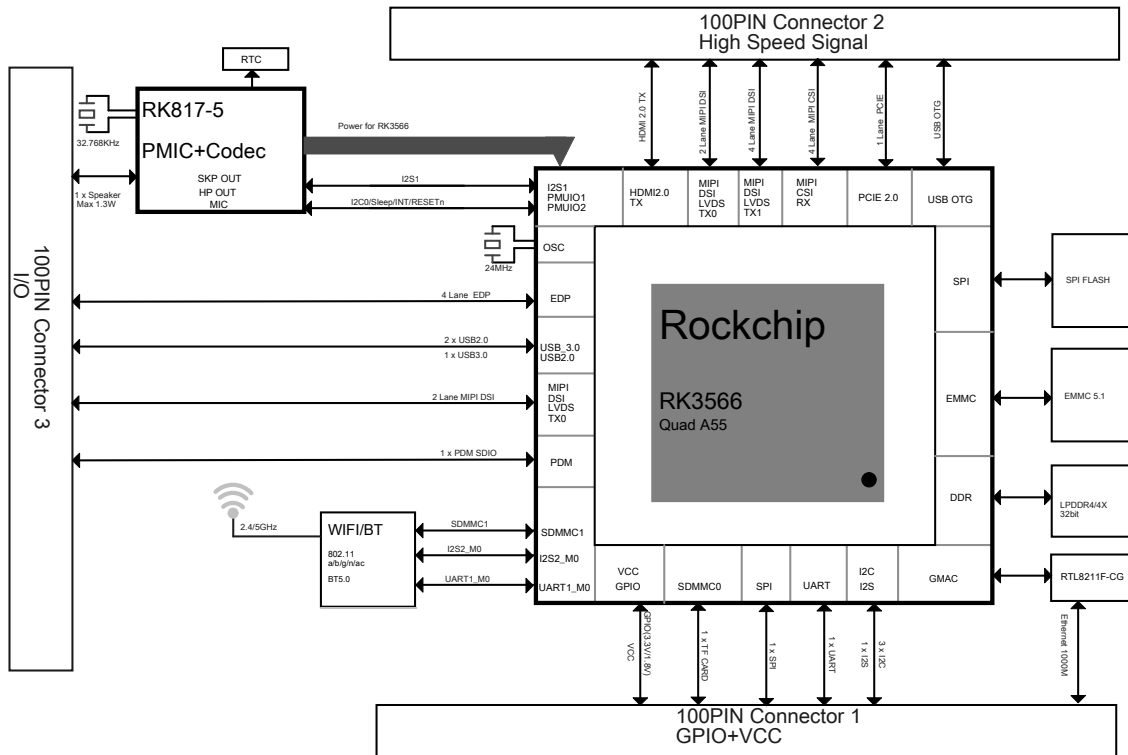 100PIN Connector 2
High Speed Signal
RTC
RK817-5
PMIC+Codec
SKP OUT
HP OUT
MIC
32.768KHz
1 x Speaker
Max 1.3W
Power for RK3566
I2S1
I2C0/Sleep/INT/RESETn
HDMI 2.0 TX
2 Lane MIPI DSI
4 Lane MIPI DSI
4 Lane MIPI CSI
1 Lane PCIE
USB OTG
I2S1
PMUIO1
PMUIO2
HDMI2.0
TX
MIPI
DSI
LVDS
TX0
MIPI
DSI
LVDS
TX1
MIPI
CSI
RX
PCIE 2.0
USB OTG
100PIN Connector 3
I/O
24MHz
OSC
4 Lane EDP
EDP
2 x USB2.0
1 x USB3.0
USB_3.0
USB2.0
2 Lane MIPI DSI
MIPI
DSI
LVDS
TX0
1 x PDM SDIO
PDM
Rockchip
RK3566
Quad A55
SPI
SPI FLASH
EMMC
EMMC 5.1
DDR
LPDDR4/4X
32bit
2.4/5GHz
WIFI/BT
802.11
a/b/g/n/ac
BT5.0
SDMMC1
I2S2_M0
UART1_M0
SDMMC1
I2S2_M0
UART1_M0
VCC
GPIO
SDMMC0
SPI
UART
I2C
I2S
GMAC
RTL8211F-CG
GPIO(3.3V/1.8V)
VCC
1 x TF CARD
1 x SPI
1 x UART
3 x I2C
1 x I2S
Ethernet 1000M
100PIN Connector 1
GPIO+VCC